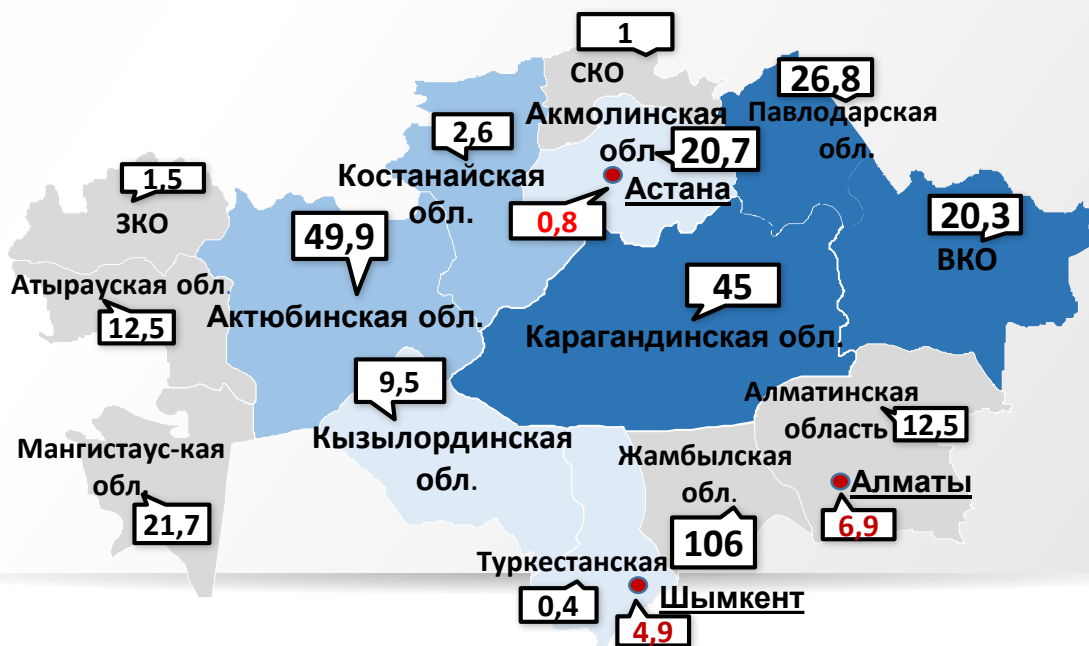 1
СКО
26,8
Павлодарская
обл.
Акмолинская
обл
20,7
2,6
Костанайская
обл.
Астана
0,8
1,5
ЗКО
49,9
Актюбинская обл.
20,3
ВКО
Атырауская обл.
12,5
45
Карагандинская обл.
9,5
Кызылординская
обл.
Алматинская
область
12,5
Мангистаус-кая
обл.
21,7
Жамбылская
обл.
106
Алматы
6,9
Туркестанская
0,4
Шымкент
4,9